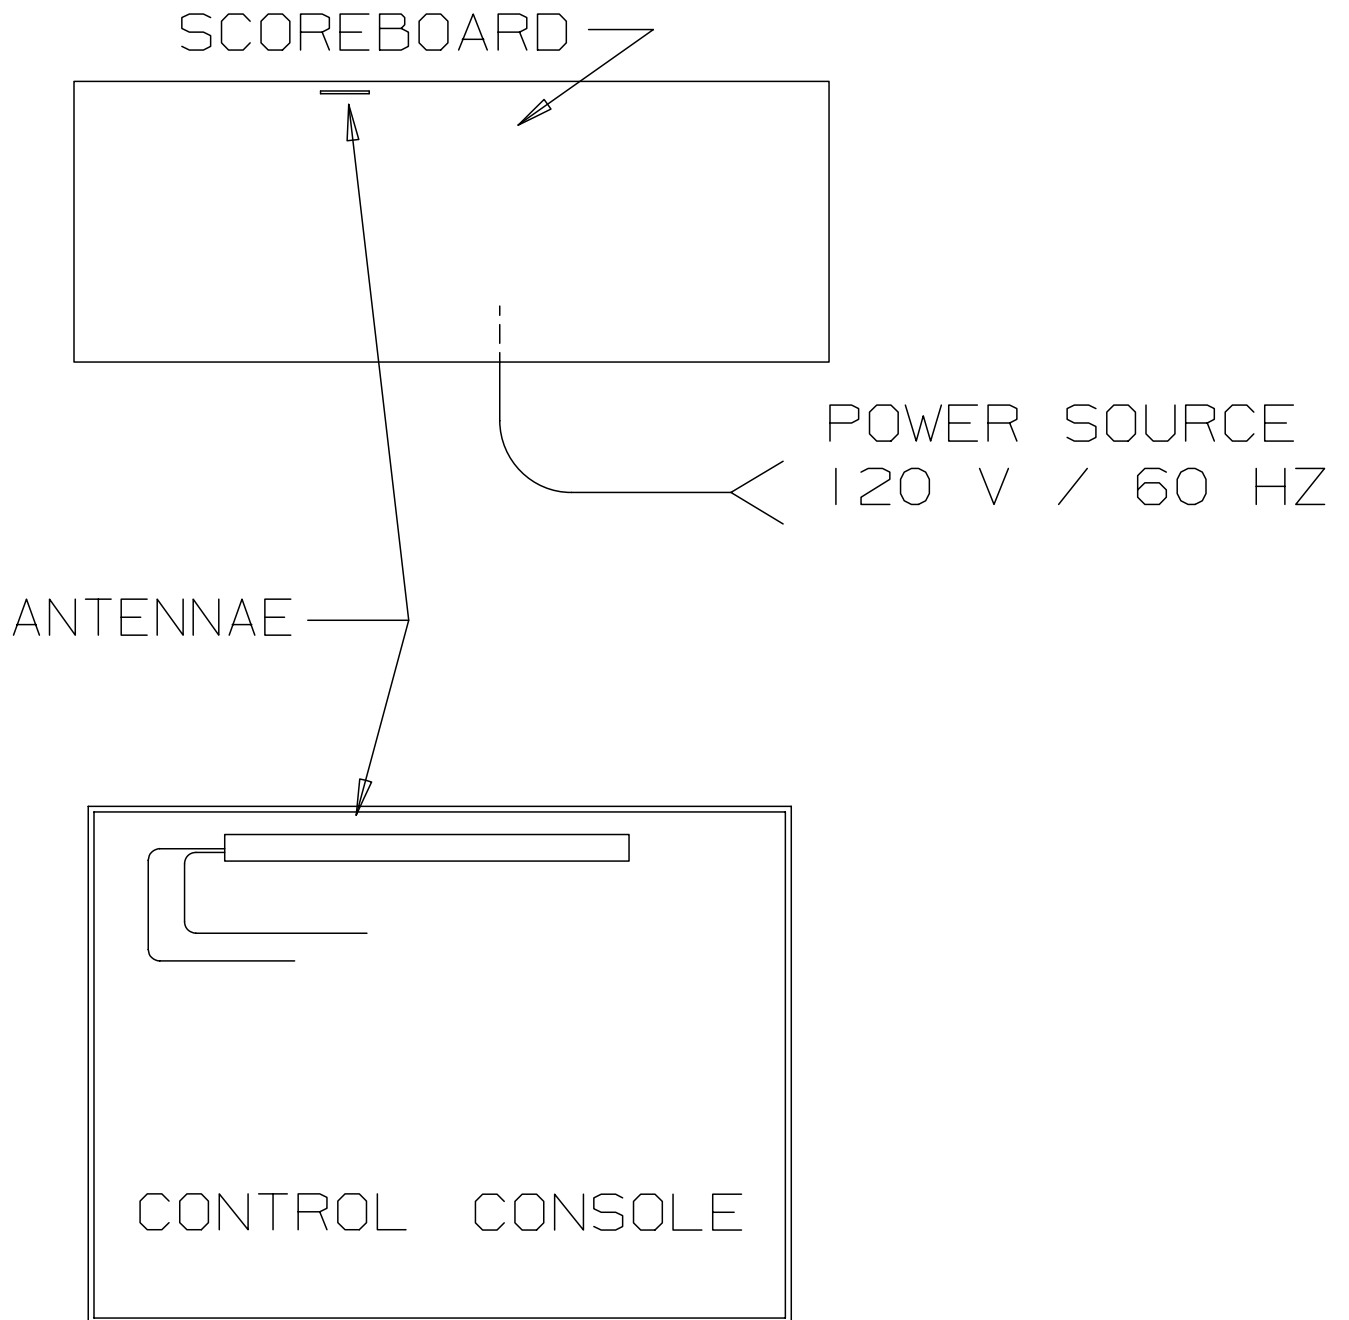 SCOREBOARD
POWER SOURCE
120 V / 60 HZ
ANTENNAE
CONTROL CONSOLE